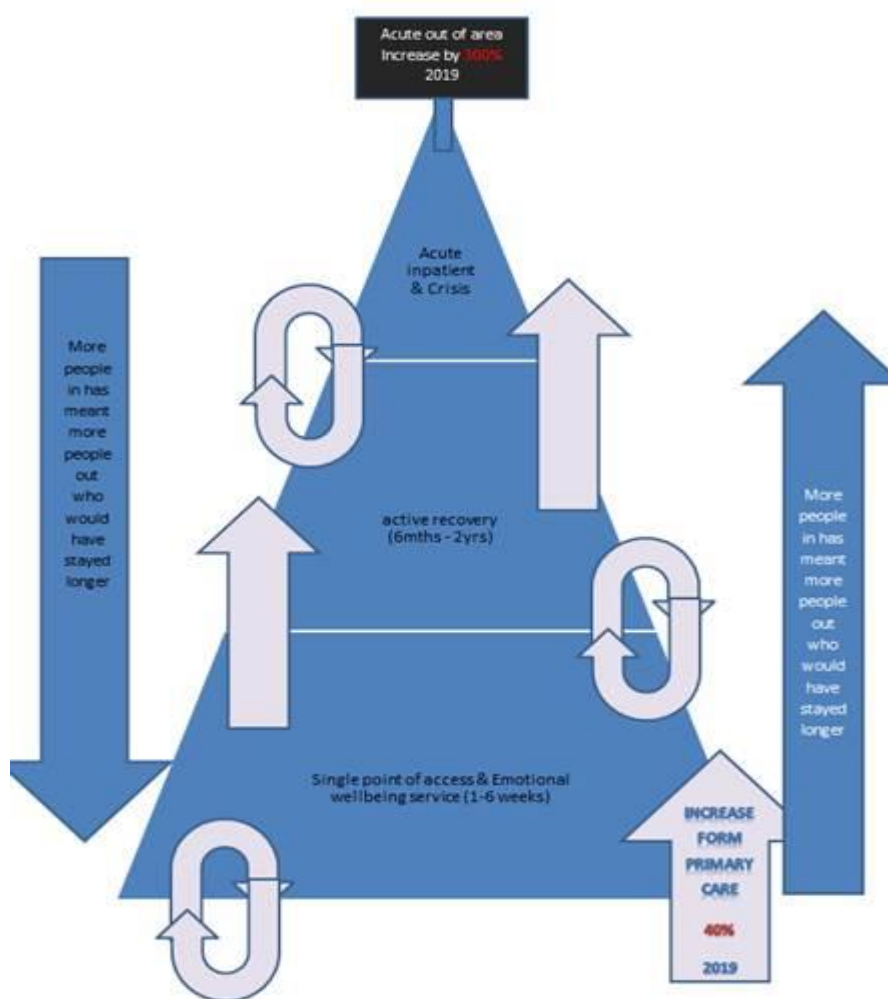 Acute out of area
Increase by 300%
2019
Acute
inpatient
& Crisis
More
people
in has
meant
more
people
out
who
would
have
stayed
longer
active recovery
(6mths - 2yrs)
More
people
in has
meant
more
people
out
who
would
have
stayed
longer
Single point of access & Emotional
wellbeing service (1-6 weeks)
INCREASE
FORM
PRIMARY
CARE
40%
2019